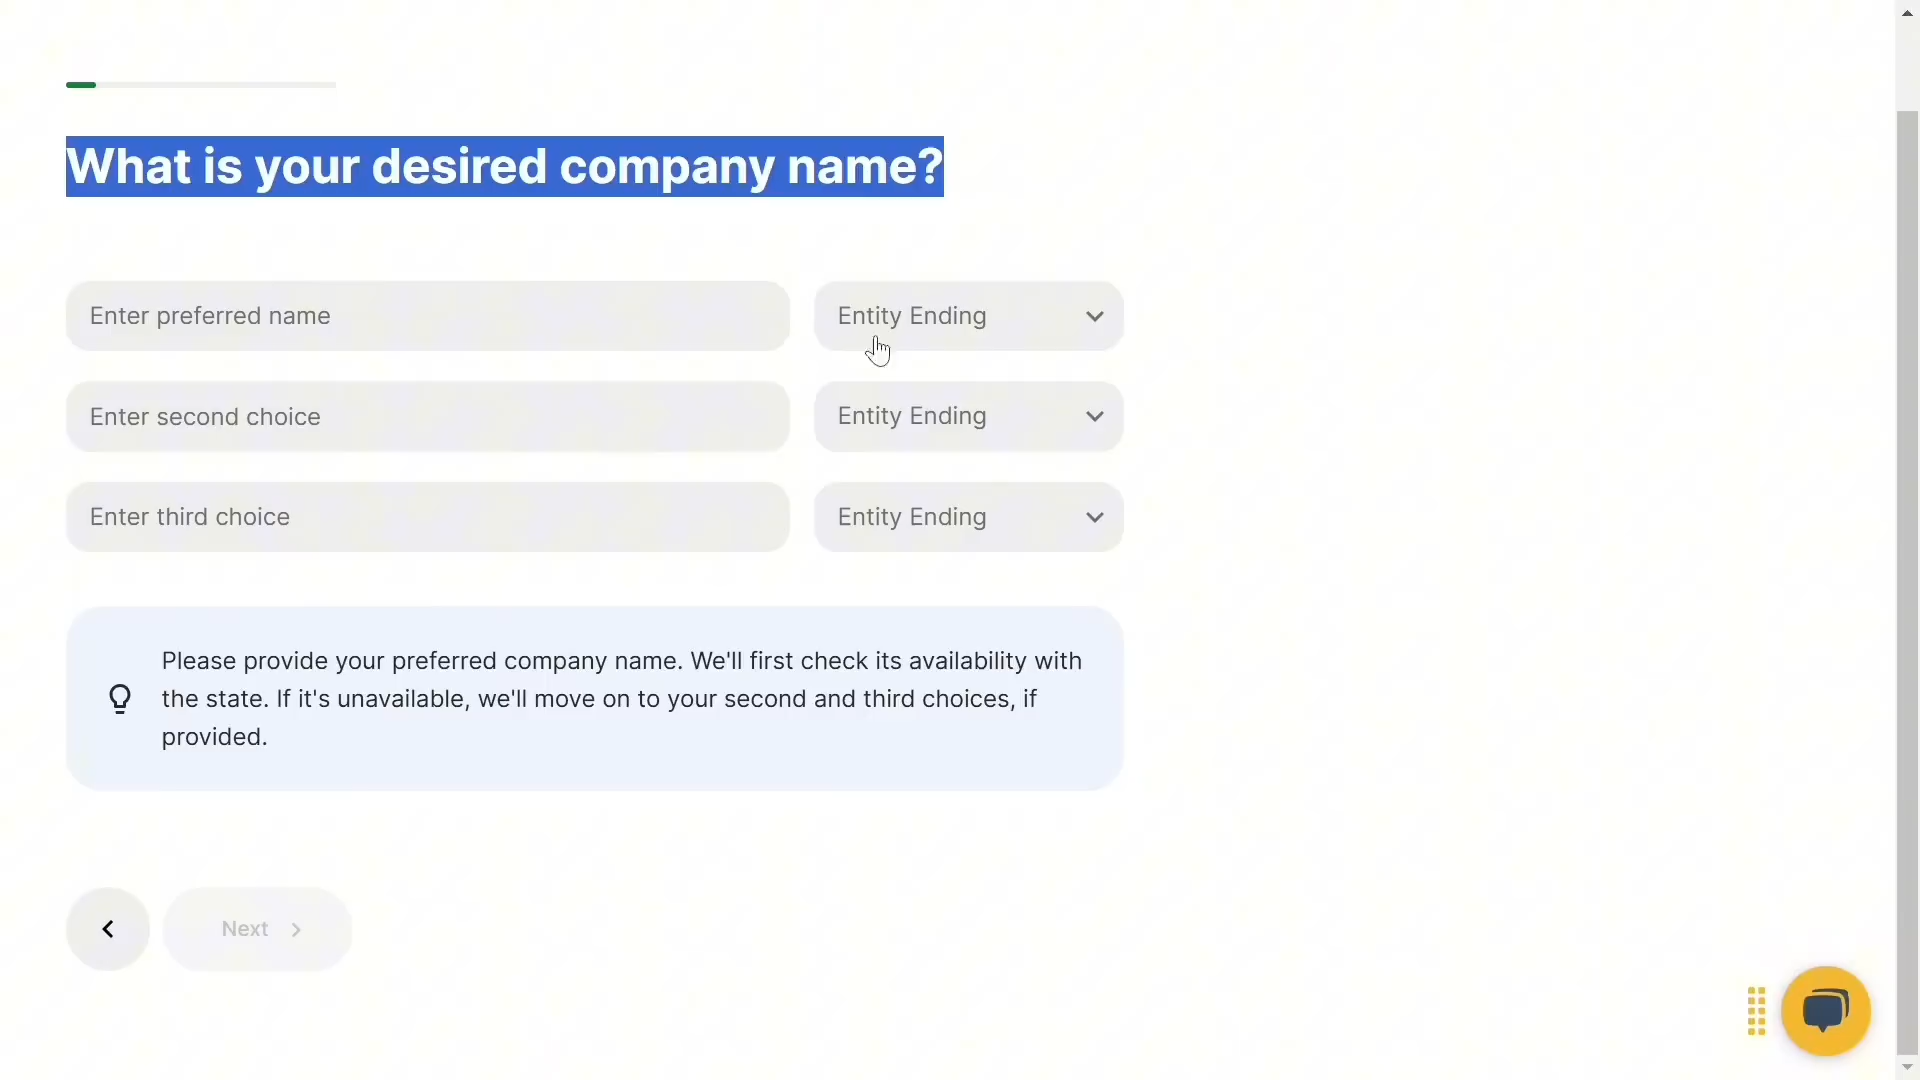 What is your desired company name?
Enter preferred name
Entity Ending
Enter second choice
Entity Ending
Enter third choice
Entity Ending
Please provide your preferred company name. We'll first check its availability with
the state. If it's unavailable, we'll move on to your second and third choices, if
provided.
Next